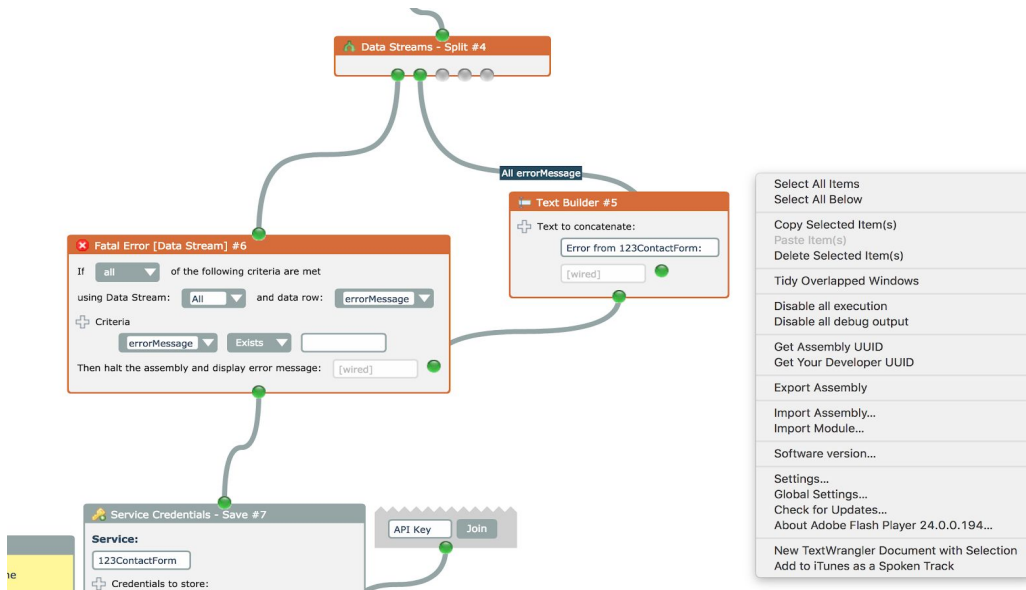 Data Streams - Split #4
All errorMessage
Text Builder #5
Text to concatenate:
Error from 123ContactForm:
[wired]
Fatal Error [Data Stream] #6
If all of the following criteria are met
using Data Stream: All and data row: errorMessage
Criteria
errorMessage Exists
Then halt the assembly and display error message: [wired]
Service Credentials - Save #7
Service:
123ContactForm
Credentials to store:
API Key Join
ne
Select All Items
Select All Below
Copy Selected Item(s)
Paste Item(s)
Delete Selected Item(s)
Tidy Overlapped Windows
Disable all execution
Disable all debug output
Get Assembly UUID
Get Your Developer UUID
Export Assembly
Import Assembly...
Import Module...
Software version...
Settings...
Global Settings...
Check for Updates...
About Adobe Flash Player 24.0.0.194...
New TextWrangler Document with Selection
Add to iTunes as a Spoken Track